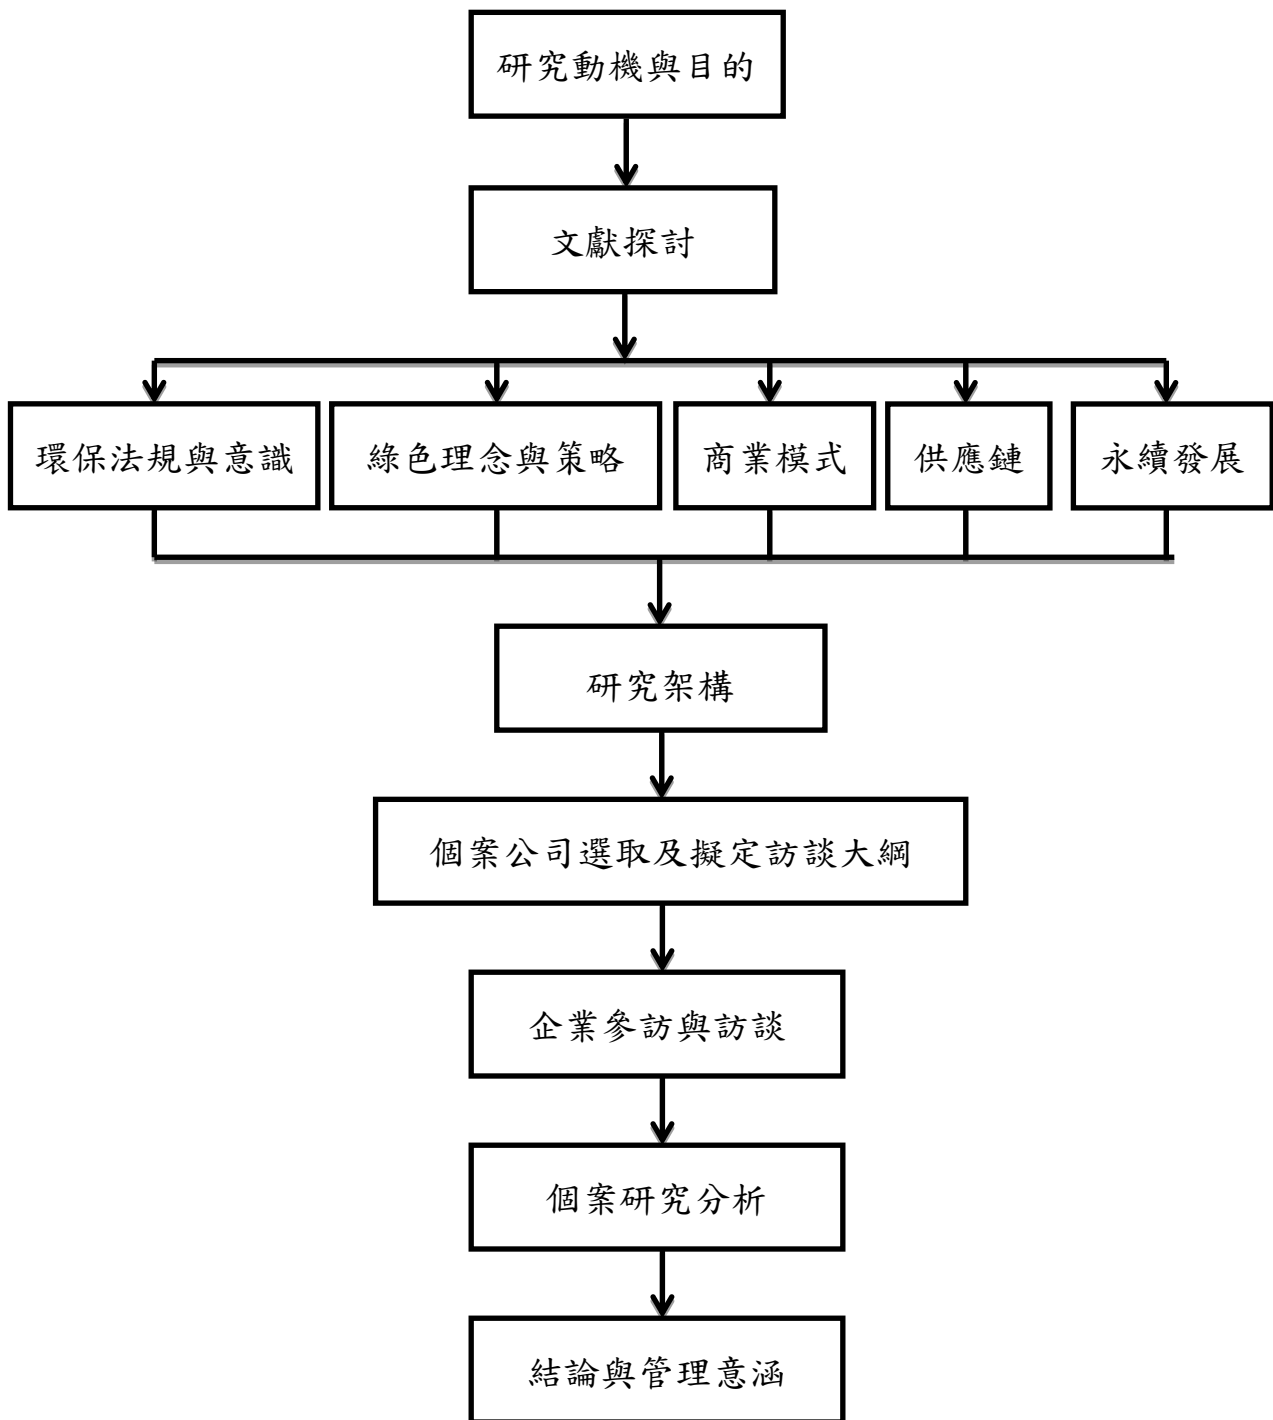 研究動機與目的
文獻探討
環保法規與意識
綠色理念與策略
商業模式
供應鏈
永續發展
研究架構
個案公司選取及擬定訪談大綱
企業參訪與訪談
個案研究分析
結論與管理意涵